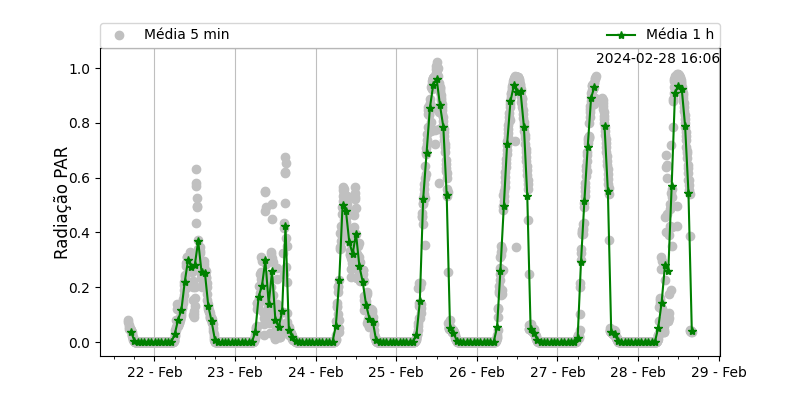 Média 5 min
Média 1 h
2024-02-28 16:06
Radiação PAR
1.0
0.8
0.6
0.4
0.2
0.0
22 - Feb
23 - Feb
24 - Feb
25 - Feb
26 - Feb
27 - Feb
28 - Feb
29 - Feb